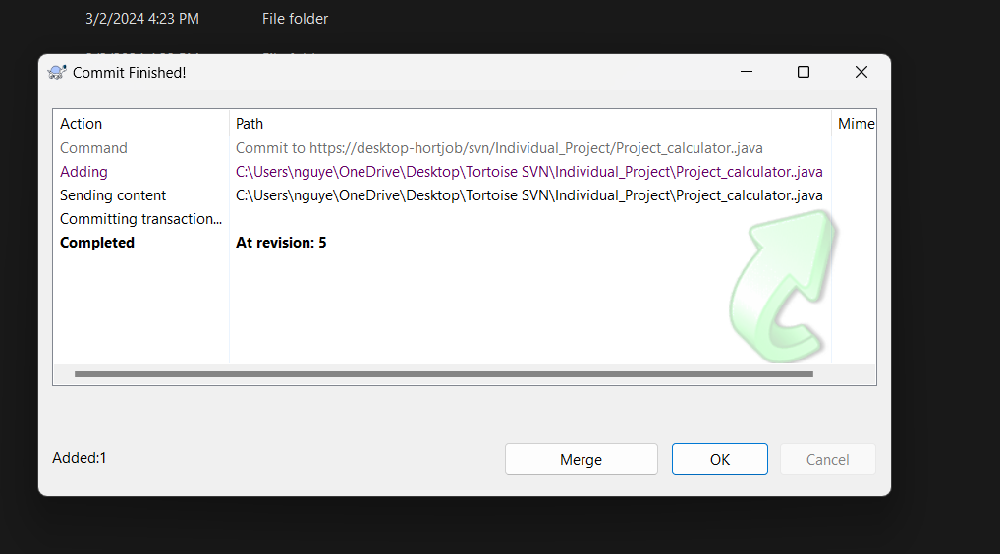 3/2/2024 4:23 PM File folder
Commit Finished!
Action Path Mime
Command Commit to https://desktop-hortjob/svn/Individual_Project/Project_calculator..java
Adding C:\Users\nguye\OneDrive\Desktop\Tortoise SVN\Individual_Project\Project_calculator..java
Sending content C:\Users\nguye\OneDrive\Desktop\Tortoise SVN\Individual_Project\Project_calculator..java
Committing transaction...
Completed At revision: 5
Added:1 Merge OK Cancel